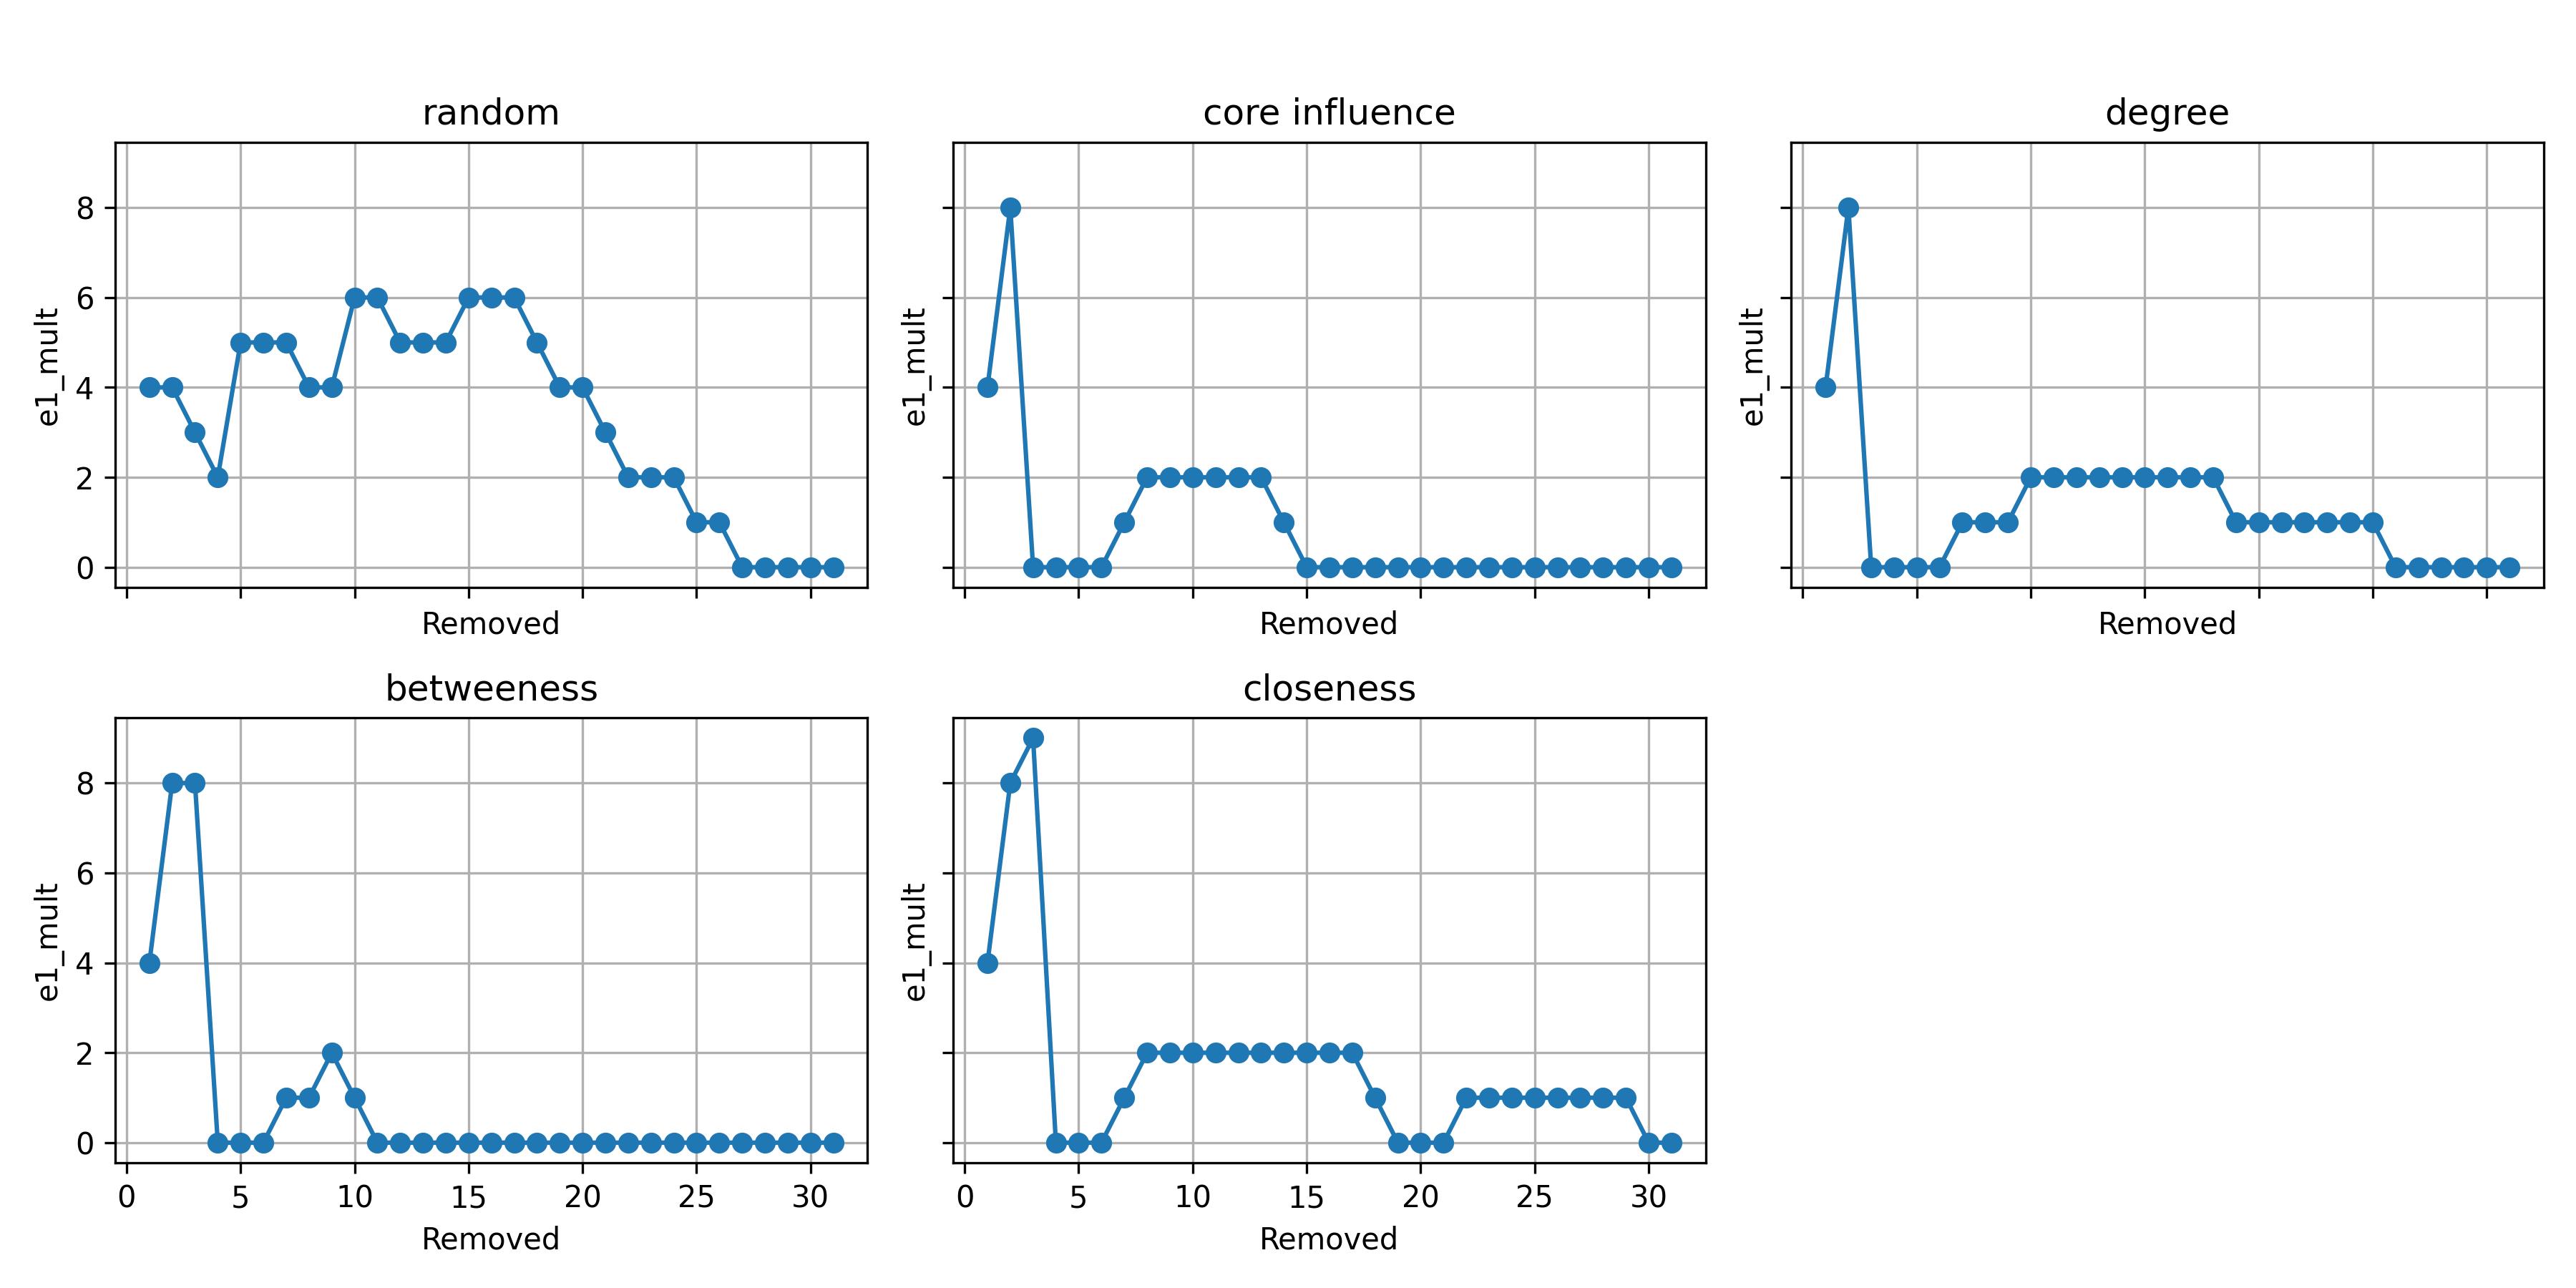 random
core influence
degree
e1_mult
8
6
4
2
0
Removed
e1_mult
Removed
e1_mult
Removed
betweeness
closeness
e1_mult
8
6
4
2
0
0 5 10 15 20 25 30
Removed
e1_mult
0 5 10 15 20 25 30
Removed